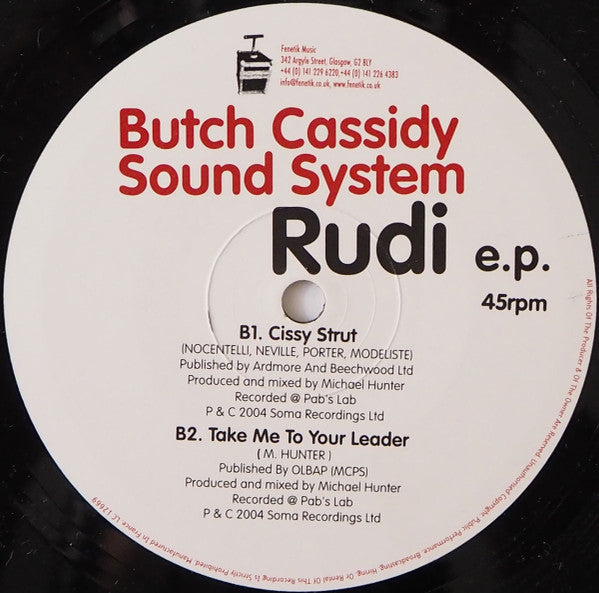 Fenetik Music
342 Argyle Street, Glasgow, G2 8LY
+44 (0) 141 229 6220,+44 (0) 141 226 4383
info@fenetik.co.uk, www.fenetik.co.uk
Butch Cassidy
Sound System
Rudi e.p.
45rpm
B1. Cissy Strut
(NOCENTELLI, NEVILLE, PORTER, MODELISTE)
Published by Ardmore And Beechwood Ltd
Produced and mixed by Michael Hunter
Recorded @ Pab's Lab
P & C 2004 Soma Recordings Ltd
B2. Take Me To Your Leader
( M. HUNTER )
Published By OLBAP (MCPS)
Produced and mixed by Michael Hunter
Recorded @ Pab's Lab
P & C 2004 Soma Recordings Ltd
All Rights Of The Producer & Of The Owner Are Reserved. Unauthorised Copying, Public Performance, Broadcasting, Hiring, Or Rental Of This Recording Is Strictly Prohibited. Manufactured In France. LC 12669